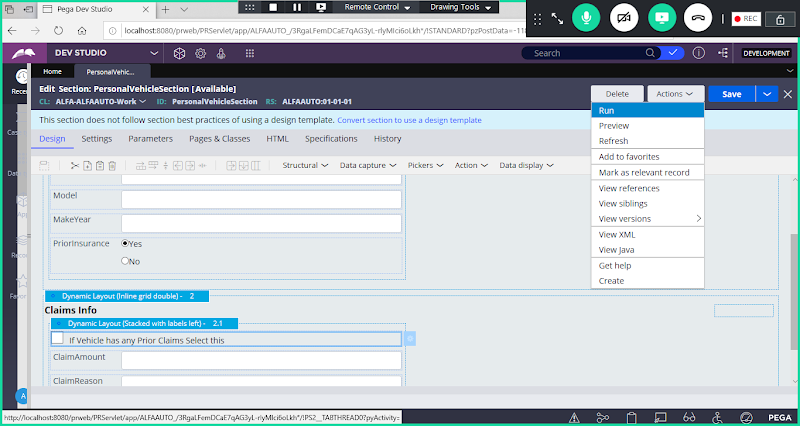 Pega Dev Studio
Remote Control
Drawing Tools
REC
localhost:8080/prweb/PRServlet/app/ALFAAUTO_/3RgaLFemDCaE7qAG3yL-rlyMlci6oLkh*/!STANDARD?pzPostData=-118
DEV STUDIO
Search
DEVELOPMENT
Home
PersonalVehic...
Recen
Edit Section: PersonalVehicleSection [Available]
CL: ALFA-ALFAAUTO-Work
ID: PersonalVehicleSection
RS: ALFAAUTO:01-01-01
Delete
Actions
Save
This section does not follow section best practices of using a design template. Convert section to use a design template
Design
Settings
Parameters
Pages & Classes
HTML
Specifications
History
Structural
Data capture
Pickers
Action
Data display
Run
Preview
Refresh
Add to favorites
Mark as relevant record
View references
View siblings
View versions
View XML
View Java
Get help
Create
Model
MakeYear
PriorInsurance
Yes
No
Dynamic Layout (Inline grid double) - 2
Claims Info
Dynamic Layout (Stacked with labels left) - 2.1
If Vehicle has any Prior Claims Select this
ClaimAmount
ClaimReason
http://localhost:8080/prweb/PRServlet/app/ALFAAUTO_/3RgaLFemDCaE7qAG3yL-rlyMlci6oLkh*/!PS2__TABTHREAD0?pyActivity=
PEGA